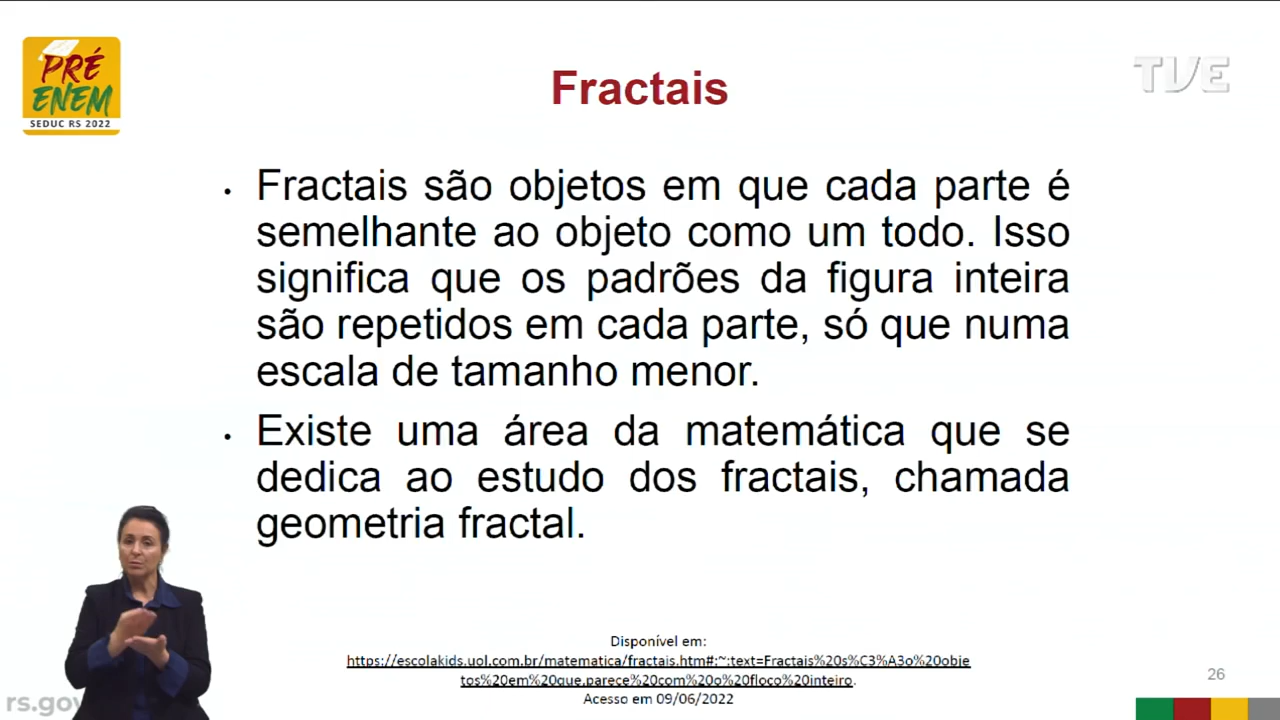 PRÉ
ENEM
SEDUC RS 2022
TVE
Fractais
• Fractais são objetos em que cada parte é
semelhante ao objeto como um todo. Isso
significa que os padrões da figura inteira
são repetidos em cada parte, só que numa
escala de tamanho menor.
• Existe uma área da matemática que se
dedica ao estudo dos fractais, chamada
geometria fractal.
Disponível em:
https://escolakids.uol.com.br/matematica/fractais.htm#:~:text=Fractais%20s%C3%A3o%20obje
tos%20em%20que,parece%20com%20o%20floco%20inteiro.
Acesso em 09/06/2022
26
rs.gov